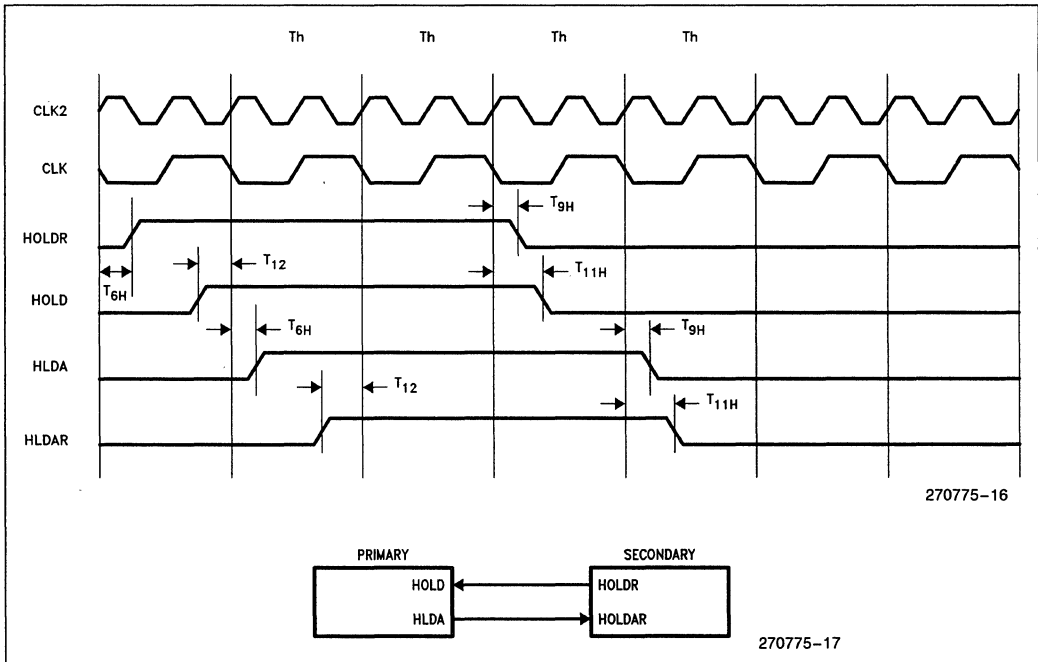 Th Th Th Th
CLK2
CLK
T9H
HOLDR
T12
T11H
T6H
HOLD
T6H
T9H
HLDA
T12
T11H
HLDAR
270775-16
PRIMARY SECONDARY
HOLD HOLDR
HLDA HOLDAR
270775-17